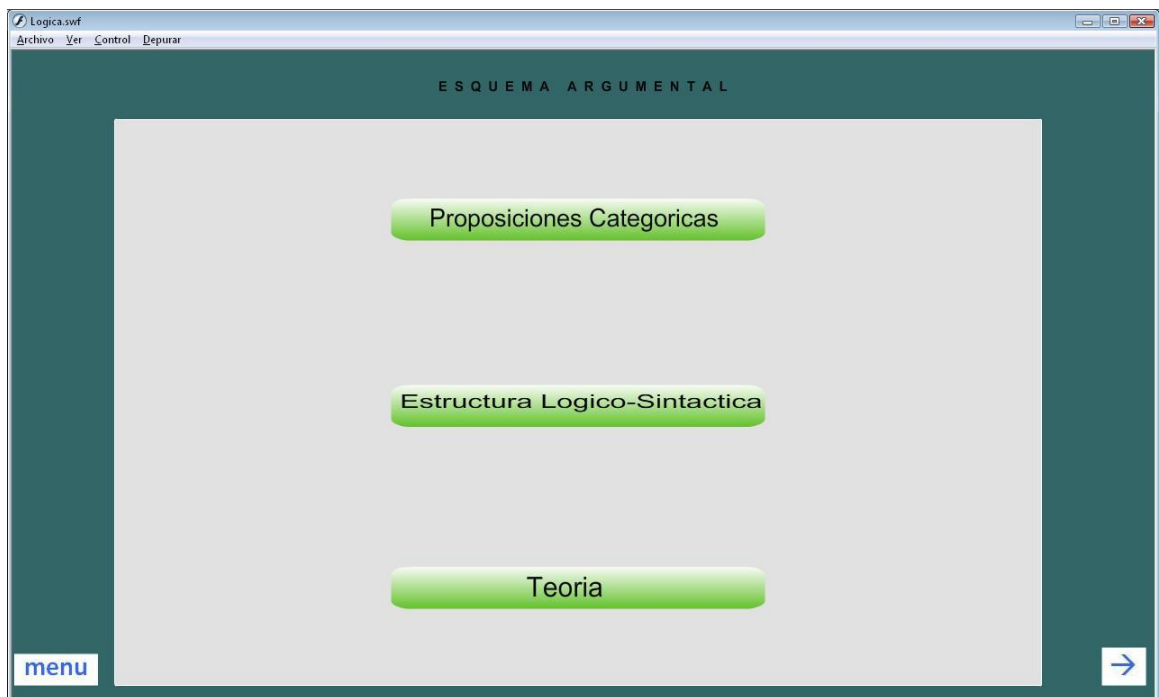 Logica.swf
Archivo Ver Control Depurar
ESQUEMA ARGUMENTAL
Proposiciones Categoricas
Estructura Logico-Sintactica
Teoria
menu